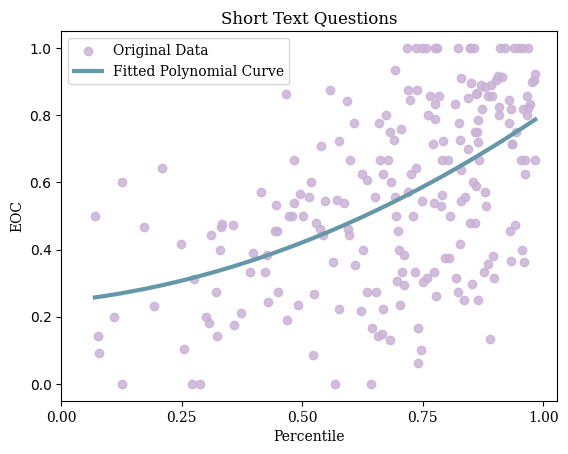 Short Text Questions
Original Data
Fitted Polynomial Curve
EOC
1.0
0.8
0.6
0.4
0.2
0.0
0.00 0.25 0.50 0.75 1.00
Percentile